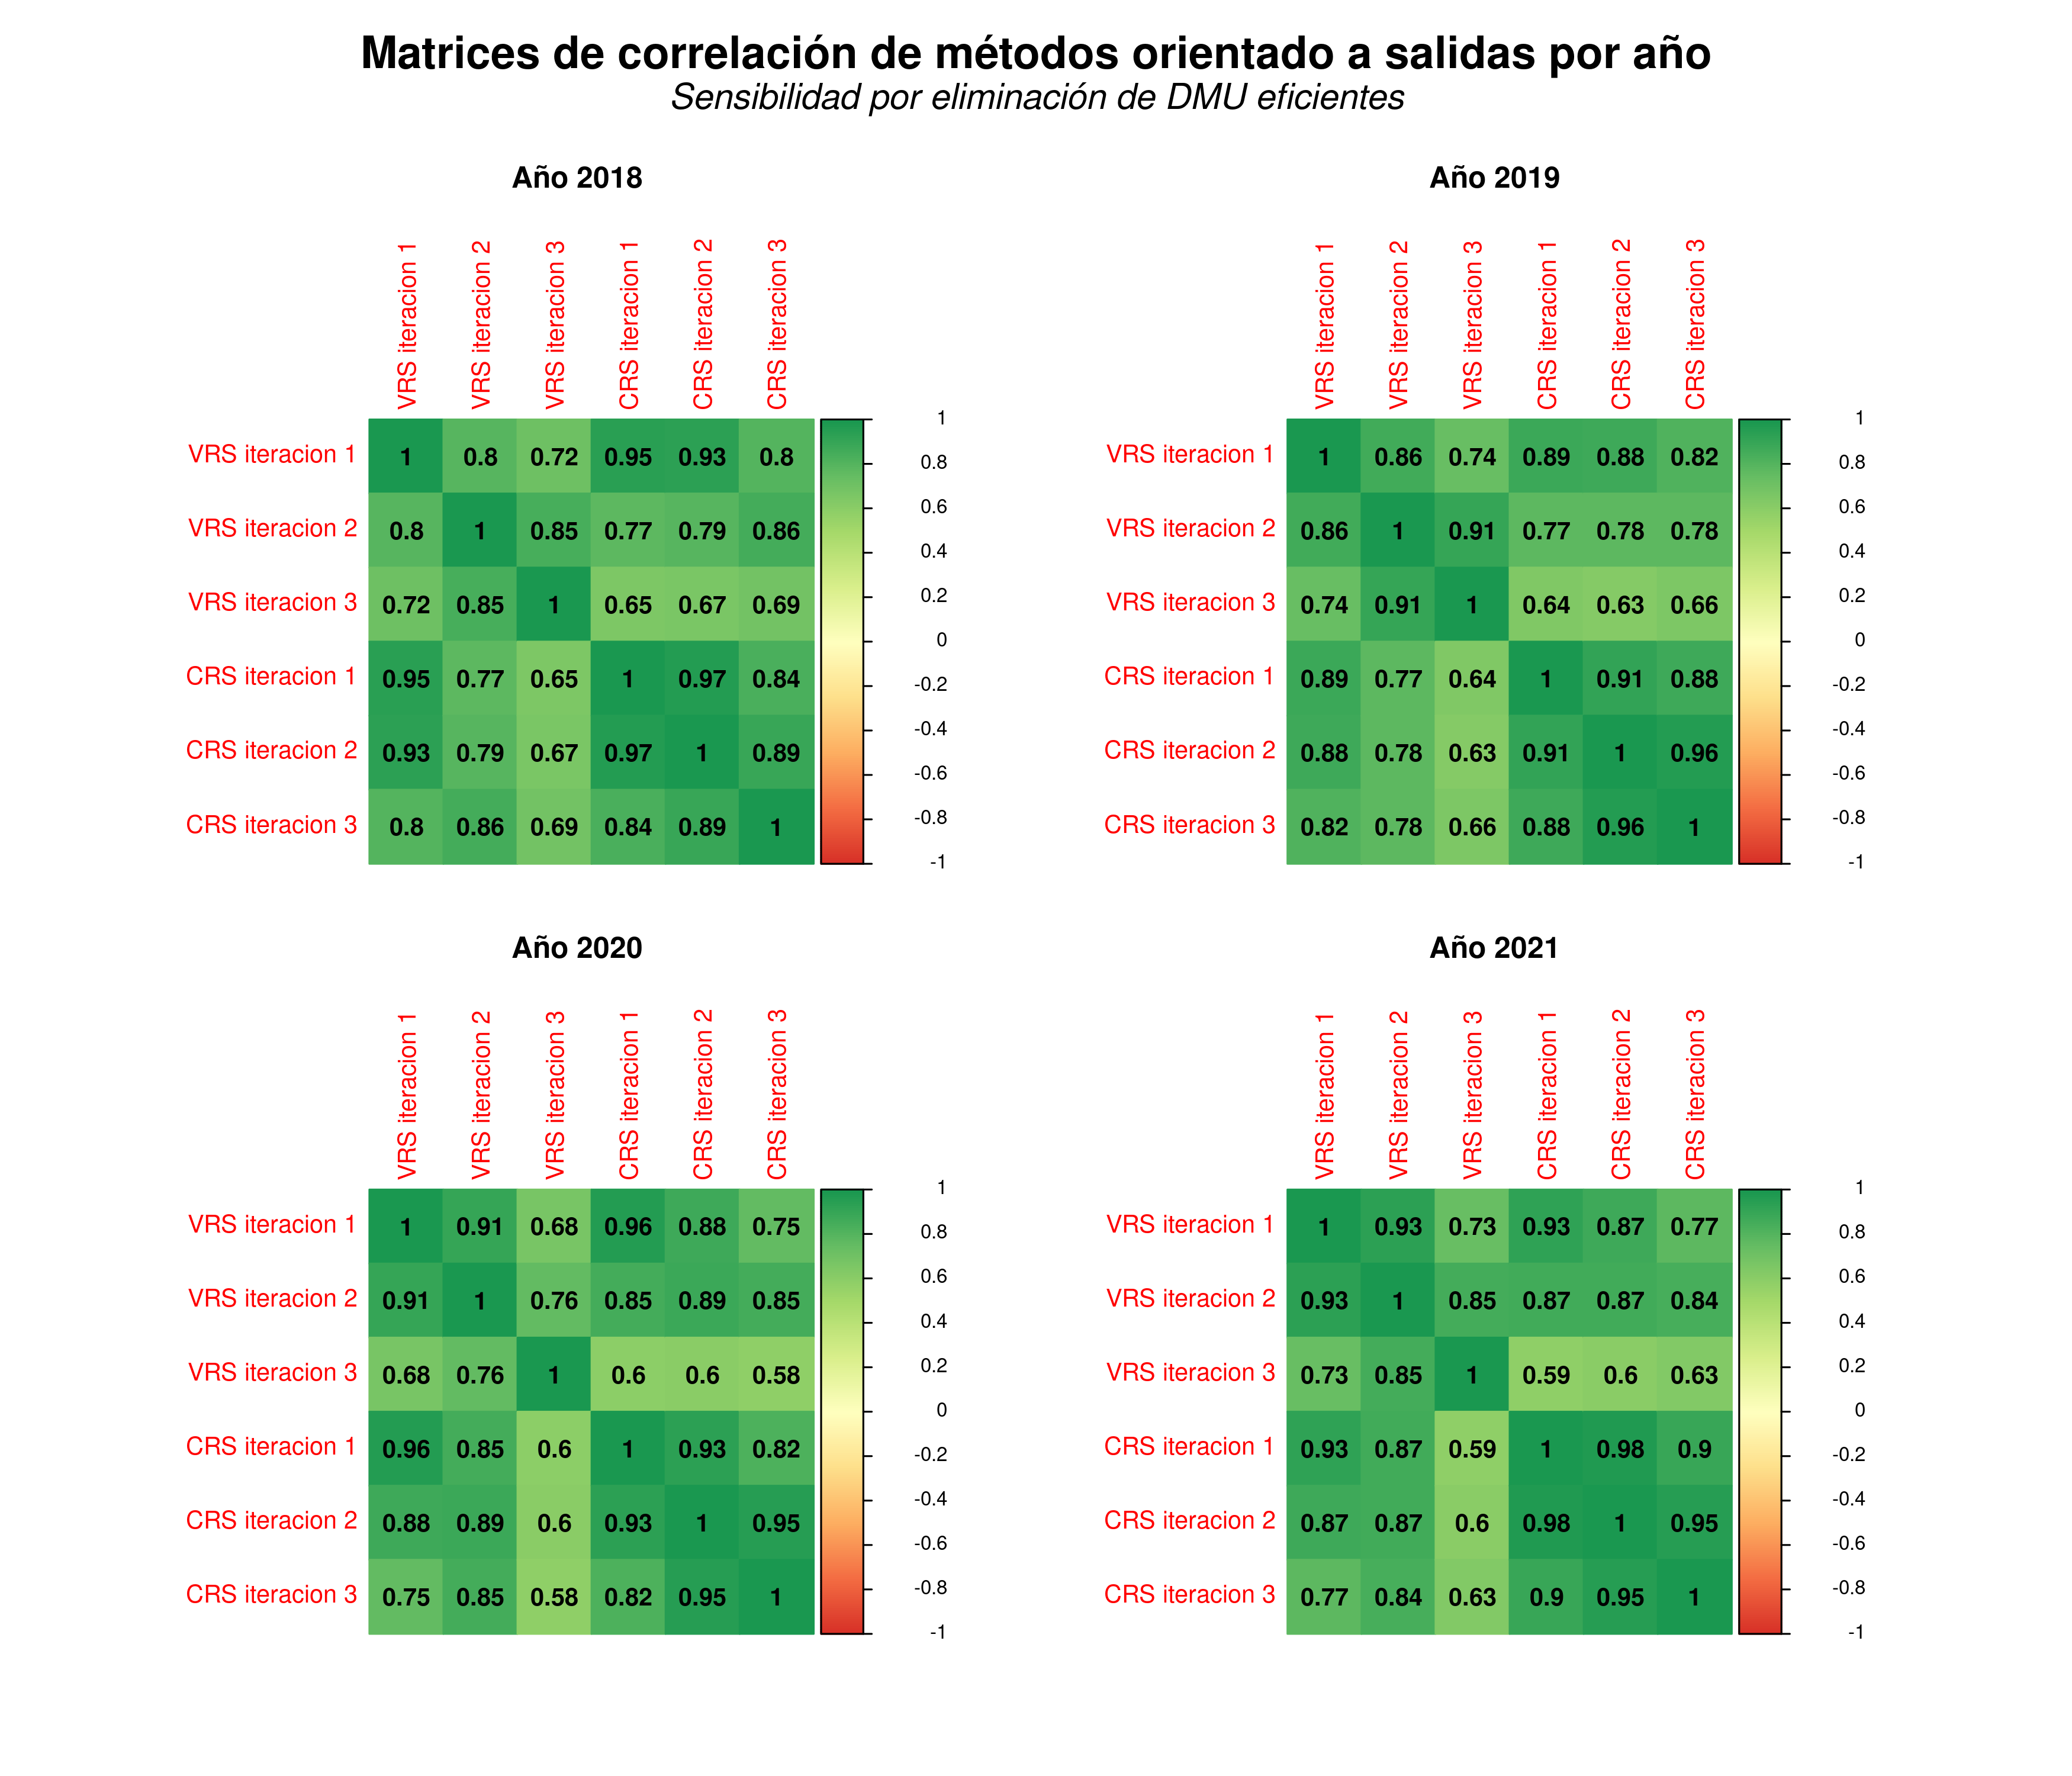 Matrices de correlación de métodos orientado a salidas por año
Sensibilidad por eliminación de DMU eficientes
Año 2018
VRS iteracion 1
VRS iteracion 2
VRS iteracion 3
CRS iteracion 1
CRS iteracion 2
CRS iteracion 3
VRS iteracion 1 1 0.8 0.72 0.95 0.93 0.8
VRS iteracion 2 0.8 1 0.85 0.77 0.79 0.86
VRS iteracion 3 0.72 0.85 1 0.65 0.67 0.69
CRS iteracion 1 0.95 0.77 0.65 1 0.97 0.84
CRS iteracion 2 0.93 0.79 0.67 0.97 1 0.89
CRS iteracion 3 0.8 0.86 0.69 0.84 0.89 1
1
0.8
0.6
0.4
0.2
0
-0.2
-0.4
-0.6
-0.8
-1
Año 2019
VRS iteracion 1
VRS iteracion 2
VRS iteracion 3
CRS iteracion 1
CRS iteracion 2
CRS iteracion 3
VRS iteracion 1 1 0.86 0.74 0.89 0.88 0.82
VRS iteracion 2 0.86 1 0.91 0.77 0.78 0.78
VRS iteracion 3 0.74 0.91 1 0.64 0.63 0.66
CRS iteracion 1 0.89 0.77 0.64 1 0.91 0.88
CRS iteracion 2 0.88 0.78 0.63 0.91 1 0.96
CRS iteracion 3 0.82 0.78 0.66 0.88 0.96 1
1
0.8
0.6
0.4
0.2
0
-0.2
-0.4
-0.6
-0.8
-1
Año 2020
VRS iteracion 1
VRS iteracion 2
VRS iteracion 3
CRS iteracion 1
CRS iteracion 2
CRS iteracion 3
VRS iteracion 1 1 0.91 0.68 0.96 0.88 0.75
VRS iteracion 2 0.91 1 0.76 0.85 0.89 0.85
VRS iteracion 3 0.68 0.76 1 0.6 0.6 0.58
CRS iteracion 1 0.96 0.85 0.6 1 0.93 0.82
CRS iteracion 2 0.88 0.89 0.6 0.93 1 0.95
CRS iteracion 3 0.75 0.85 0.58 0.82 0.95 1
1
0.8
0.6
0.4
0.2
0
-0.2
-0.4
-0.6
-0.8
-1
Año 2021
VRS iteracion 1
VRS iteracion 2
VRS iteracion 3
CRS iteracion 1
CRS iteracion 2
CRS iteracion 3
VRS iteracion 1 1 0.93 0.73 0.93 0.87 0.77
VRS iteracion 2 0.93 1 0.85 0.87 0.87 0.84
VRS iteracion 3 0.73 0.85 1 0.59 0.6 0.63
CRS iteracion 1 0.93 0.87 0.59 1 0.98 0.9
CRS iteracion 2 0.87 0.87 0.6 0.98 1 0.95
CRS iteracion 3 0.77 0.84 0.63 0.9 0.95 1
1
0.8
0.6
0.4
0.2
0
-0.2
-0.4
-0.6
-0.8
-1